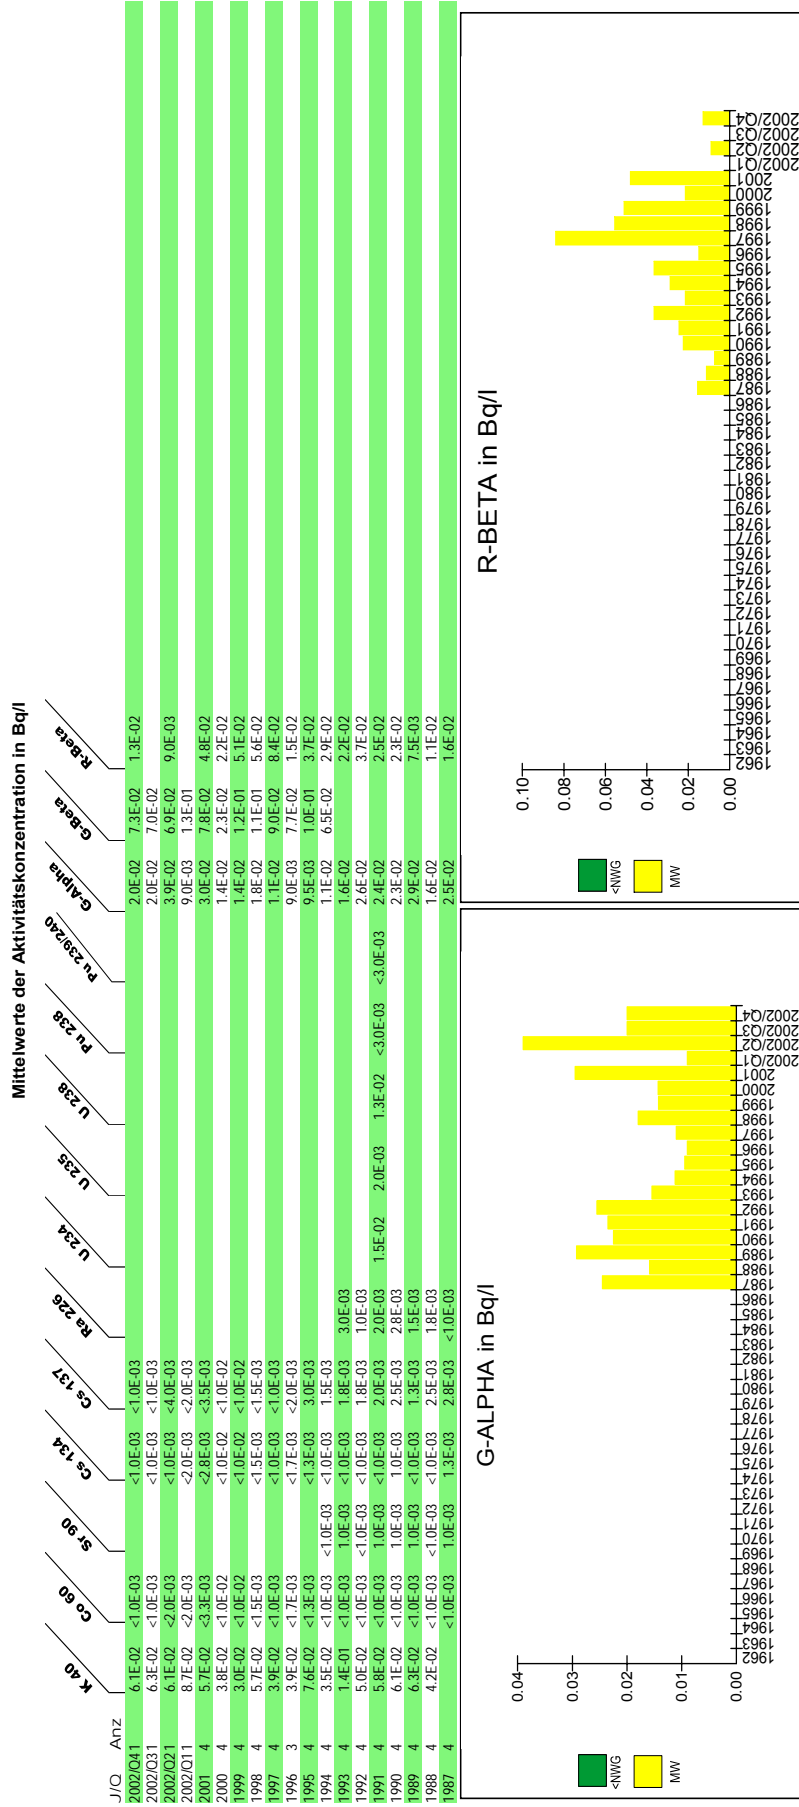 Mittelwerte der Aktivitätskonzentration in Bq/l
J/Q Anz K 40 Co 60 Sr 90 Cs 134 Cs 137 Ra 226 U 234 U 235 U 238 Pu 238 Pu 239/240 G-Alpha G-Beta R-Beta
2002/Q4 1 6.1E-02 <1.0E-03 <1.0E-03 <1.0E-03 2.0E-02 7.3E-02 1.3E-02
2002/Q3 1 6.3E-02 <1.0E-03 <1.0E-03 <1.0E-03 2.0E-02 7.0E-02
2002/Q2 1 6.1E-02 <2.0E-03 <1.0E-03 <4.0E-03 3.9E-02 6.9E-02 9.0E-03
2002/Q1 1 8.7E-02 <2.0E-03 <2.0E-03 <2.0E-03 9.0E-03 1.3E-01
2001 4 5.7E-02 <3.3E-03 <2.8E-03 <3.5E-03 3.0E-02 7.8E-02 4.8E-02
2000 4 3.8E-02 <1.0E-02 <1.0E-02 <1.0E-02 1.4E-02 2.3E-02 2.2E-02
1999 4 3.0E-02 <1.0E-02 <1.0E-02 <1.0E-02 1.4E-02 1.2E-01 5.1E-02
1998 4 5.7E-02 <1.5E-03 <1.5E-03 <1.5E-03 1.8E-02 1.1E-01 5.6E-02
1997 4 3.9E-02 <1.0E-03 <1.0E-03 <1.0E-03 1.1E-02 9.0E-02 8.4E-02
1996 3 3.9E-02 <1.7E-03 <1.7E-03 <2.0E-03 9.0E-03 7.7E-02 1.5E-02
1995 4 7.6E-02 <1.3E-03 <1.3E-03 3.0E-03 9.5E-03 1.0E-01 3.7E-02
1994 4 3.5E-02 <1.0E-03 <1.0E-03 <1.0E-03 1.5E-03 1.1E-02 6.5E-02 2.9E-02
1993 4 1.4E-01 <1.0E-03 1.0E-03 <1.0E-03 1.8E-03 3.0E-03 1.6E-02 2.2E-02
1992 4 5.0E-02 <1.0E-03 <1.0E-03 <1.0E-03 1.8E-03 1.0E-03 2.6E-02 3.7E-02
1991 4 5.8E-02 <1.0E-03 1.0E-03 <1.0E-03 2.0E-03 2.0E-03 1.5E-02 2.0E-03 1.3E-02 <3.0E-03 <3.0E-03 2.4E-02 2.5E-02
1990 4 6.1E-02 <1.0E-03 1.0E-03 1.0E-03 2.5E-03 2.8E-03 2.3E-02 2.3E-02
1989 4 6.3E-02 <1.0E-03 1.0E-03 <1.0E-03 1.3E-03 1.5E-03 2.9E-02 7.5E-03
1988 4 4.2E-02 <1.0E-03 <1.0E-03 <1.0E-03 2.5E-03 1.8E-03 1.6E-02 1.1E-02
1987 4 <1.0E-03 1.0E-03 1.3E-03 2.8E-03 <1.0E-03 2.5E-02 1.6E-02
G-ALPHA in Bq/l
<NWG
MW
0.04
0.03
0.02
0.01
0.00
1962 1963 1964 1965 1966 1967 1968 1969 1970 1971 1972 1973 1974 1975 1976 1977 1978 1979 1980 1981 1982 1983 1984 1985 1986 1987 1988 1989 1990 1991 1992 1993 1994 1995 1996 1997 1998 1999 2000 2001 2002/Q1 2002/Q2 2002/Q3 2002/Q4
R-BETA in Bq/l
<NWG
MW
0.10
0.08
0.06
0.04
0.02
0.00
1962 1963 1964 1965 1966 1967 1968 1969 1970 1971 1972 1973 1974 1975 1976 1977 1978 1979 1980 1981 1982 1983 1984 1985 1986 1987 1988 1989 1990 1991 1992 1993 1994 1995 1996 1997 1998 1999 2000 2001 2002/Q1 2002/Q2 2002/Q3 2002/Q4